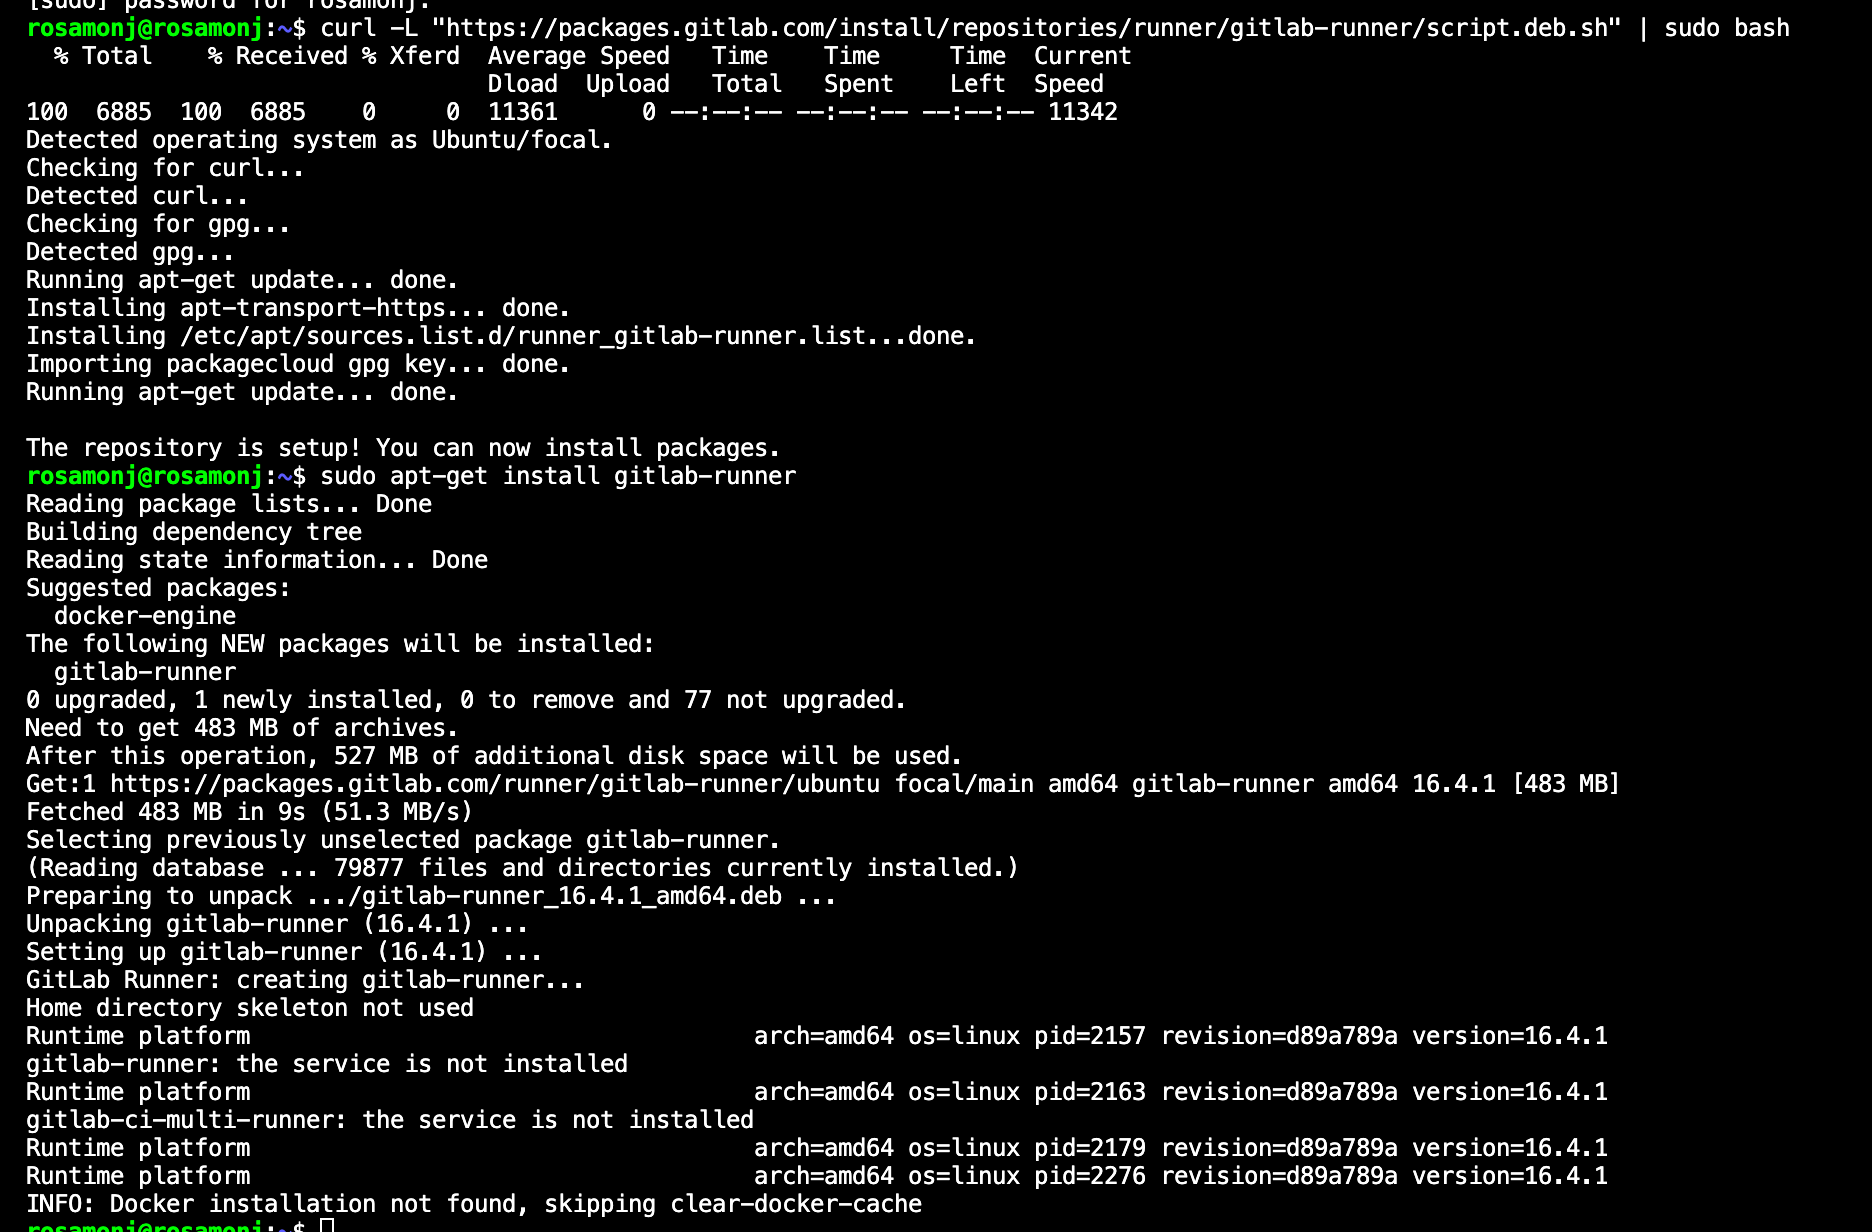 [sudo] password for rosamonj:
rosamonj@rosamonj:~$ curl -L "https://packages.gitlab.com/install/repositories/runner/gitlab-runner/script.deb.sh" | sudo bash
  % Total    % Received % Xferd  Average Speed   Time    Time     Time  Current
                                 Dload  Upload   Total   Spent    Left  Speed
100  6885  100  6885    0     0  11361      0 --:--:-- --:--:-- --:--:-- 11342
Detected operating system as Ubuntu/focal.
Checking for curl...
Detected curl...
Checking for gpg...
Detected gpg...
Running apt-get update... done.
Installing apt-transport-https... done.
Installing /etc/apt/sources.list.d/runner_gitlab-runner.list...done.
Importing packagecloud gpg key... done.
Running apt-get update... done.

The repository is setup! You can now install packages.
rosamonj@rosamonj:~$ sudo apt-get install gitlab-runner
Reading package lists... Done
Building dependency tree
Reading state information... Done
Suggested packages:
  docker-engine
The following NEW packages will be installed:
  gitlab-runner
0 upgraded, 1 newly installed, 0 to remove and 77 not upgraded.
Need to get 483 MB of archives.
After this operation, 527 MB of additional disk space will be used.
Get:1 https://packages.gitlab.com/runner/gitlab-runner/ubuntu focal/main amd64 gitlab-runner amd64 16.4.1 [483 MB]
Fetched 483 MB in 9s (51.3 MB/s)
Selecting previously unselected package gitlab-runner.
(Reading database ... 79877 files and directories currently installed.)
Preparing to unpack .../gitlab-runner_16.4.1_amd64.deb ...
Unpacking gitlab-runner (16.4.1) ...
Setting up gitlab-runner (16.4.1) ...
GitLab Runner: creating gitlab-runner...
Home directory skeleton not used
Runtime platform                                    arch=amd64 os=linux pid=2157 revision=d89a789a version=16.4.1
gitlab-runner: the service is not installed
Runtime platform                                    arch=amd64 os=linux pid=2163 revision=d89a789a version=16.4.1
gitlab-ci-multi-runner: the service is not installed
Runtime platform                                    arch=amd64 os=linux pid=2179 revision=d89a789a version=16.4.1
Runtime platform                                    arch=amd64 os=linux pid=2276 revision=d89a789a version=16.4.1
INFO: Docker installation not found, skipping clear-docker-cache
rosamonj@rosamonj:~$